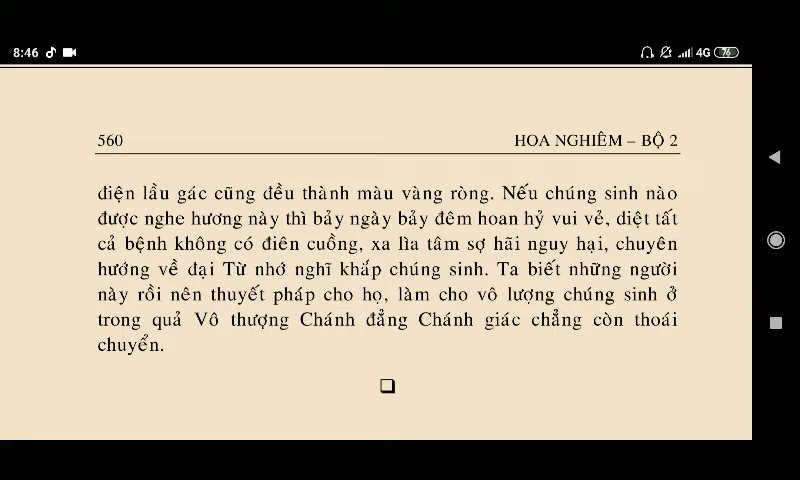 8:46
4G 76
560 HOA NGHIÊM – BỘ 2
điện lầu gác cũng đều thành màu vàng ròng. Nếu chúng sinh nào
được nghe hương này thì bảy ngày bảy đêm hoan hỷ vui vẻ, diệt tất
cả bệnh không có điên cuồng, xa lìa tâm sợ hãi nguy hại, chuyên
hướng về đại Từ nhớ nghĩ khắp chúng sinh. Ta biết những người
này rồi nên thuyết pháp cho họ, làm cho vô lượng chúng sinh ở
trong quả Vô thượng Chánh đẳng Chánh giác chẳng còn thoái
chuyển.